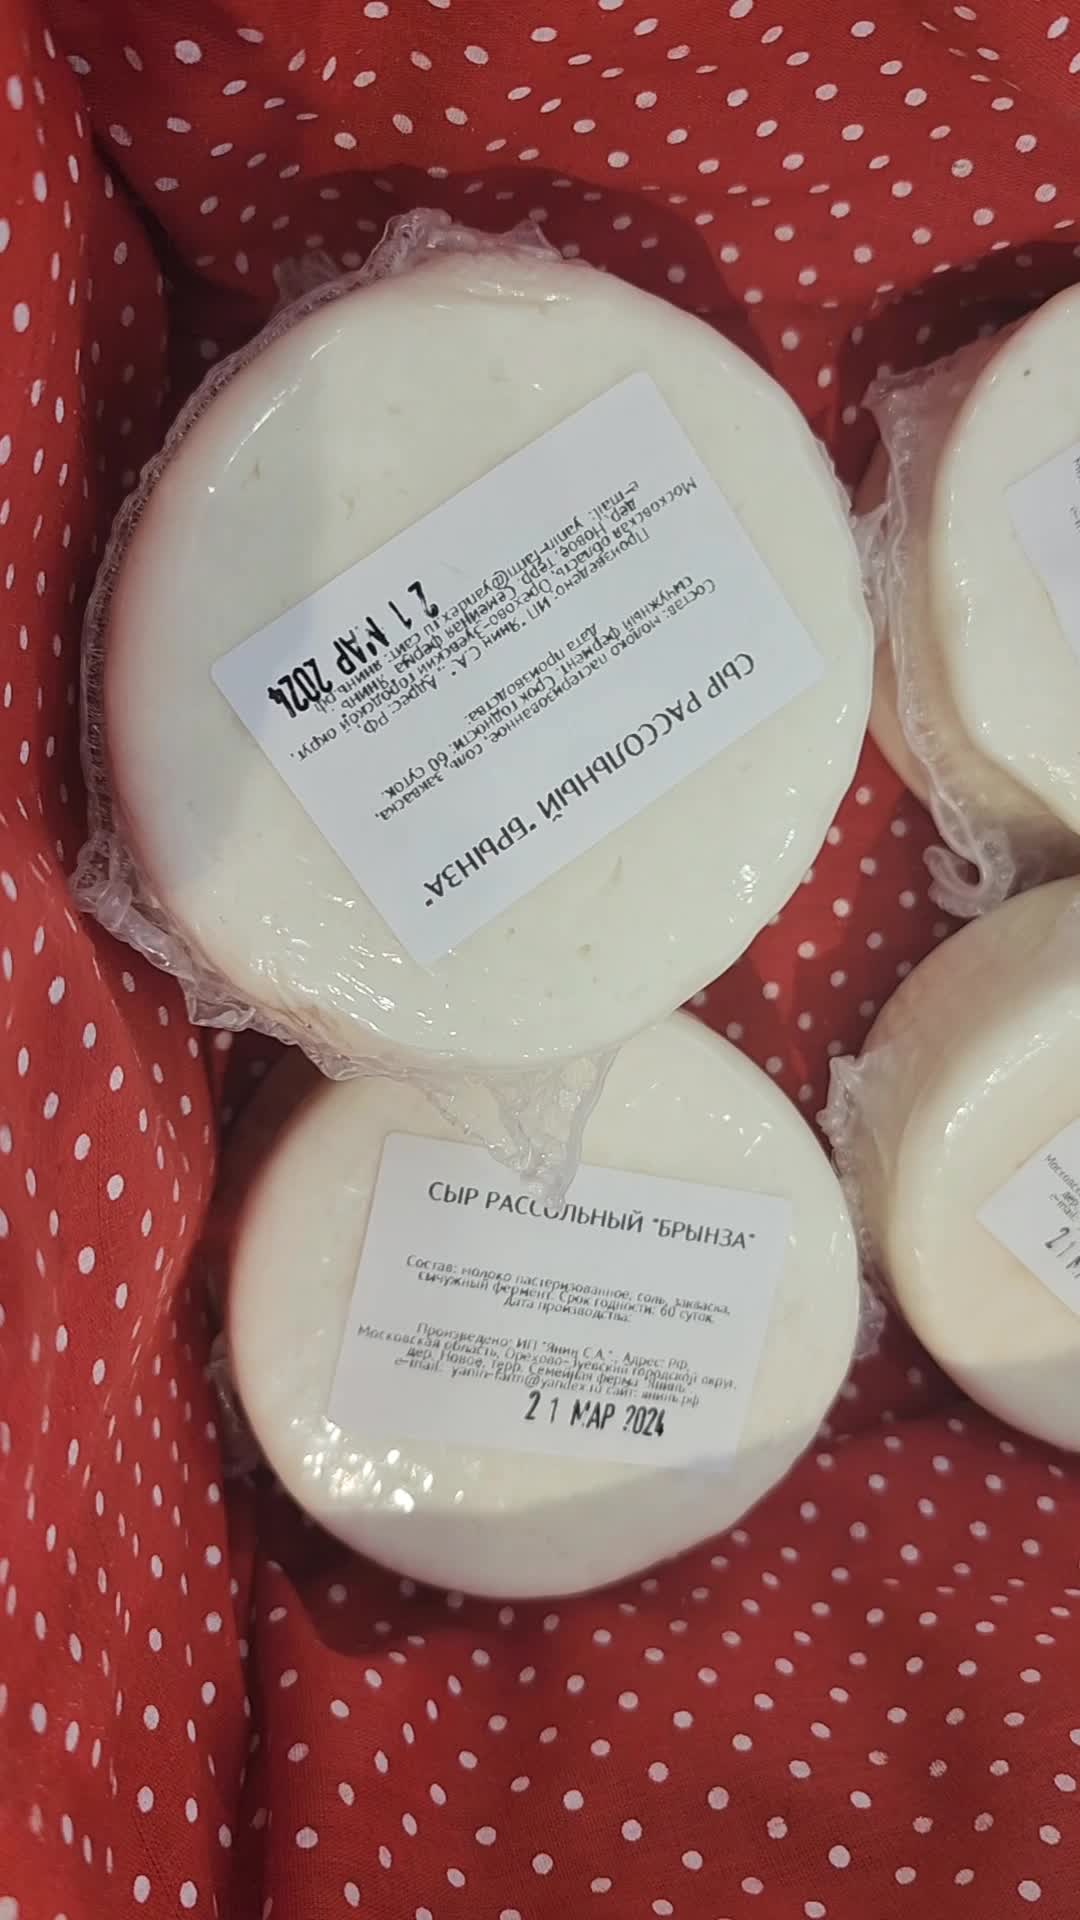 СЫР РАССОЛЬНЫЙ "БРЫНЗА"
Состав: молоко пастеризованное, соль, закваска,
сычужный фермент. Срок годности: 60 суток.
Дата производства:
Произведено: ИП "Янин С.А.", Адрес: РФ,
Московская область, Орехово-Зуевский городской округ,
дер. Новое, терр. Семейная ферма "Янинъ"
e-mail: yanin-farm@yandex.ru сайт: янинъ.рф
21 МАР 2024
СЫР РАССОЛЬНЫЙ "БРЫНЗА"
Состав: молоко пастеризованное, соль, закваска,
сычужный фермент. Срок годности: 60 суток.
Дата производства:
Произведено: ИП "Янин С.А.", Адрес: РФ,
Московская область, Орехово-Зуевский городской округ,
дер. Новое, терр. Семейная ферма "Янинъ"
e-mail: yanin-farm@yandex.ru сайт: янинъ.рф
21 МАР 2024